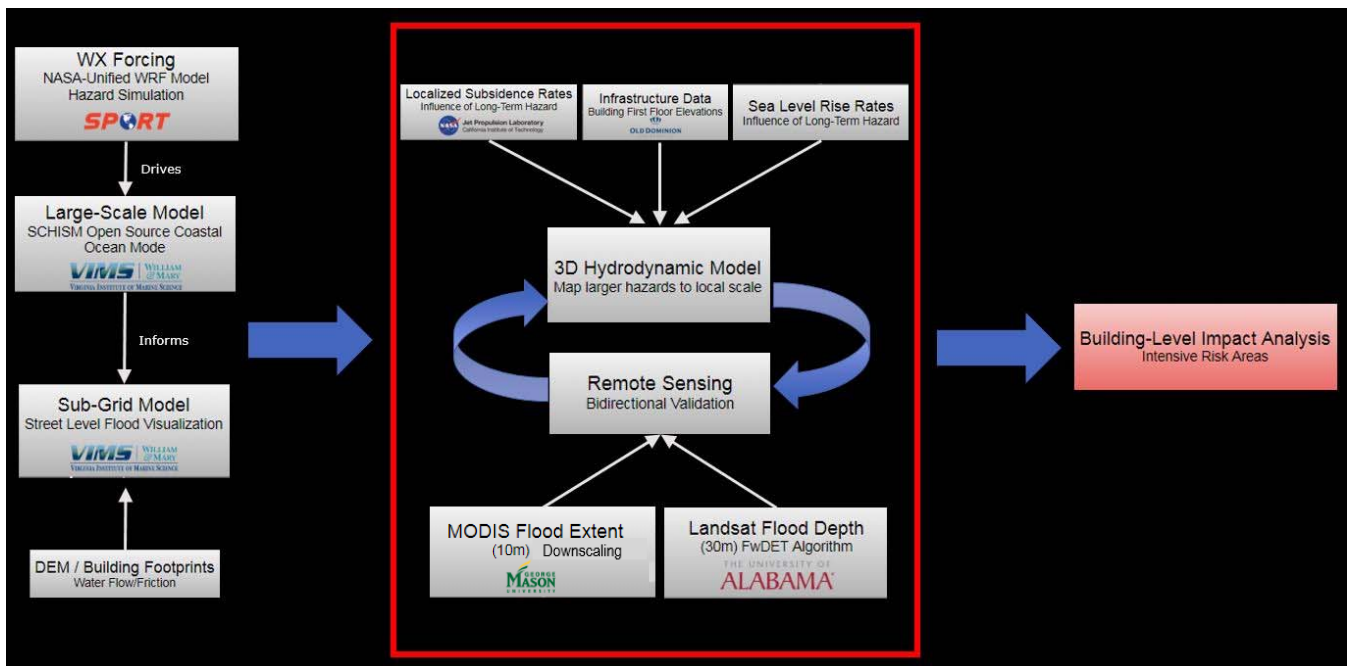 WX Forcing
NASA-Unified WRF Model
Hazard Simulation
SPORT
Drives
Large-Scale Model
SCHISM Open Source Coastal
Ocean Mode
VIMS | WILLIAM
& MARY
VIRGINIA INSTITUTE OF MARINE SCIENCE
Informs
Sub-Grid Model
Street Level Flood Visualization
VIMS | WILLIAM
& MARY
VIRGINIA INSTITUTE OF MARINE SCIENCE
DEM / Building Footprints
Water Flow/Friction
Localized Subsidence Rates
Influence of Long-Term Hazard
NASA
Jet Propulsion Laboratory
California Institute of Technology
Infrastructure Data
Building First Floor Elevations
OLD DOMINION
Sea Level Rise Rates
Influence of Long-Term Hazard
3D Hydrodynamic Model
Map larger hazards to local scale
Remote Sensing
Bidirectional Validation
MODIS Flood Extent
(10m) Downscaling
GEORGE
MASON
UNIVERSITY
Landsat Flood Depth
(30m) FwDET Algorithm
THE UNIVERSITY OF
ALABAMA
Building-Level Impact Analysis
Intensive Risk Areas